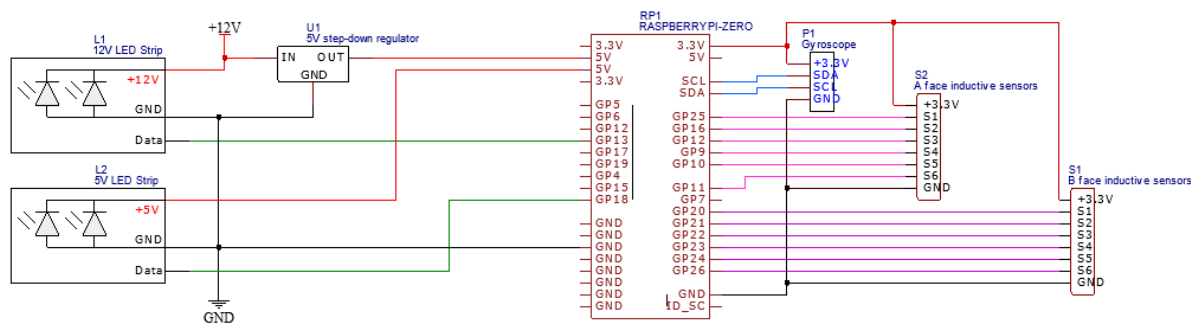 +12V
L1
12V LED Strip
+12V
GND
Data
U1
5V step-down regulator
IN OUT
GND
L2
5V LED Strip
+5V
GND
Data
GND
RP1
RASPBERRYPI-ZERO
3.3V
5V
5V
3.3V
GP5
GP6
GP12
GP13
GP17
GP19
GP4
GP15
GP18
GND
GND
GND
GND
GND
GND
GND
GND
3.3V
5V
SCL
SDA
GP25
GP16
GP12
GP9
GP10
GP11
GP7
GP20
GP21
GP22
GP23
GP24
GP26
GND
ID_SC
P1
Gyroscope
+3.3V
SDA
SCL
GND
S2
A face inductive sensors
+3.3V
S1
S2
S3
S4
S5
S6
GND
S1
B face inductive sensors
+3.3V
S1
S2
S3
S4
S5
S6
GND